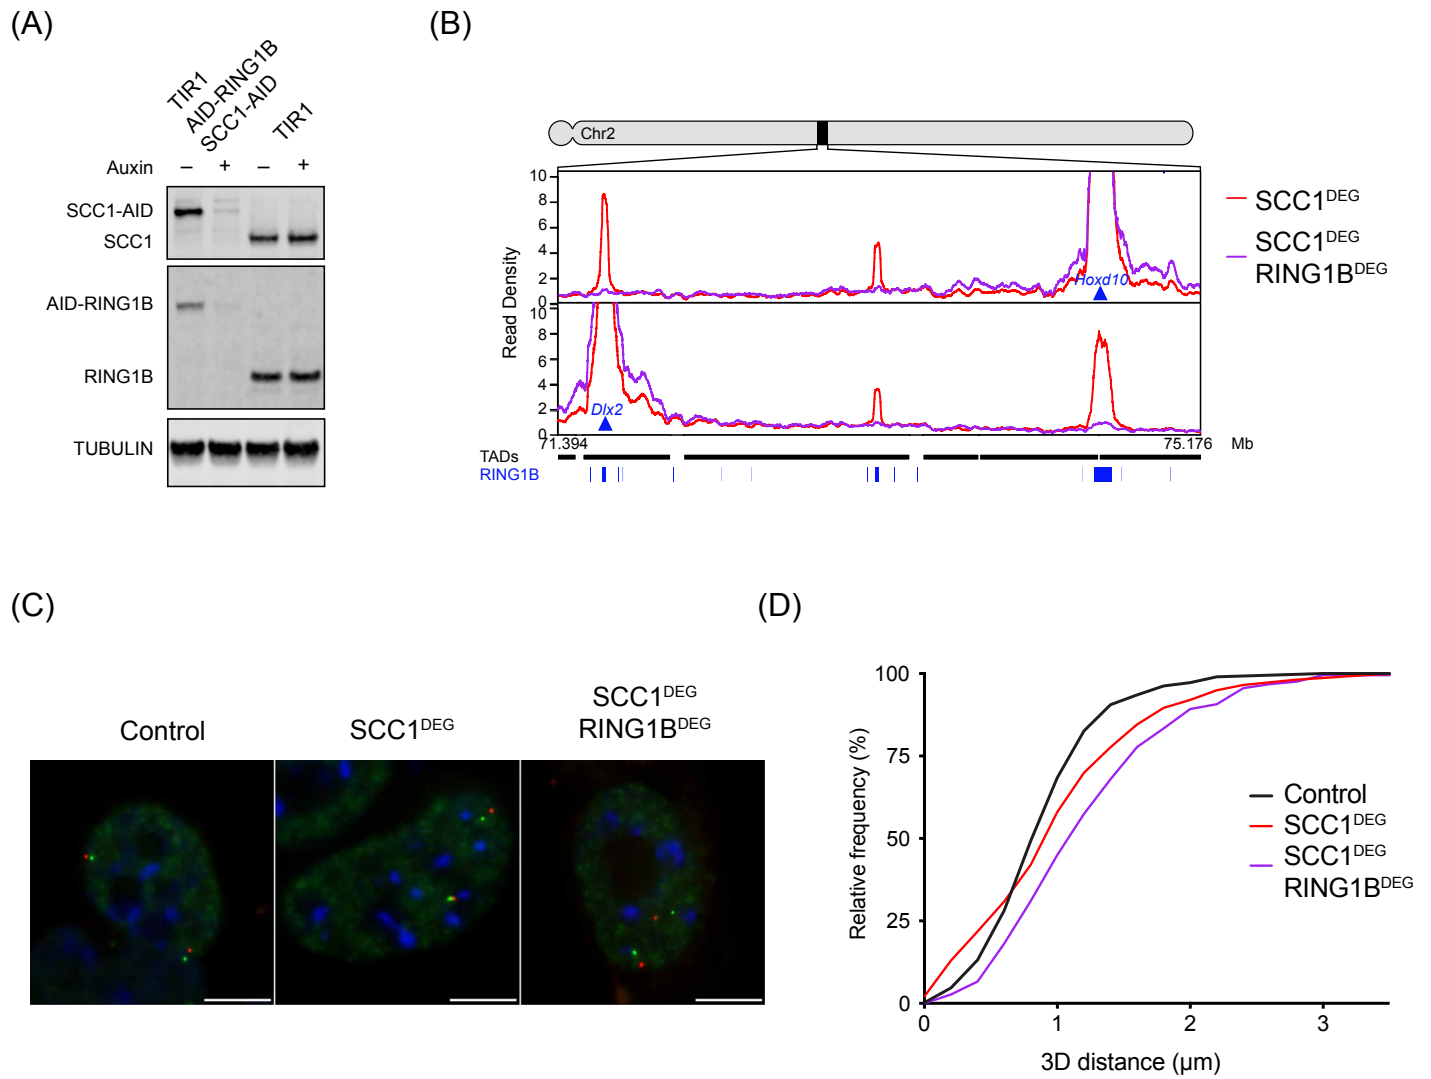 (A)
TIR1
AID-RING1B
SCC1-AID
TIR1
Auxin – + – +
SCC1-AID
SCC1
AID-RING1B
RING1B
TUBULIN
(B)
Chr2
10
8
6
4
2
0
Hoxd10
10
8
6
4
2
0
Dlx2
Read Density
71.394 75.176 Mb
TADs
RING1B
SCC1DEG
SCC1DEG
RING1BDEG
(C)
Control
SCC1DEG
SCC1DEG
RING1BDEG
(D)
100
75
50
25
0
Relative frequency (%)
0 1 2 3
3D distance (µm)
Control
SCC1DEG
SCC1DEG
RING1BDEG